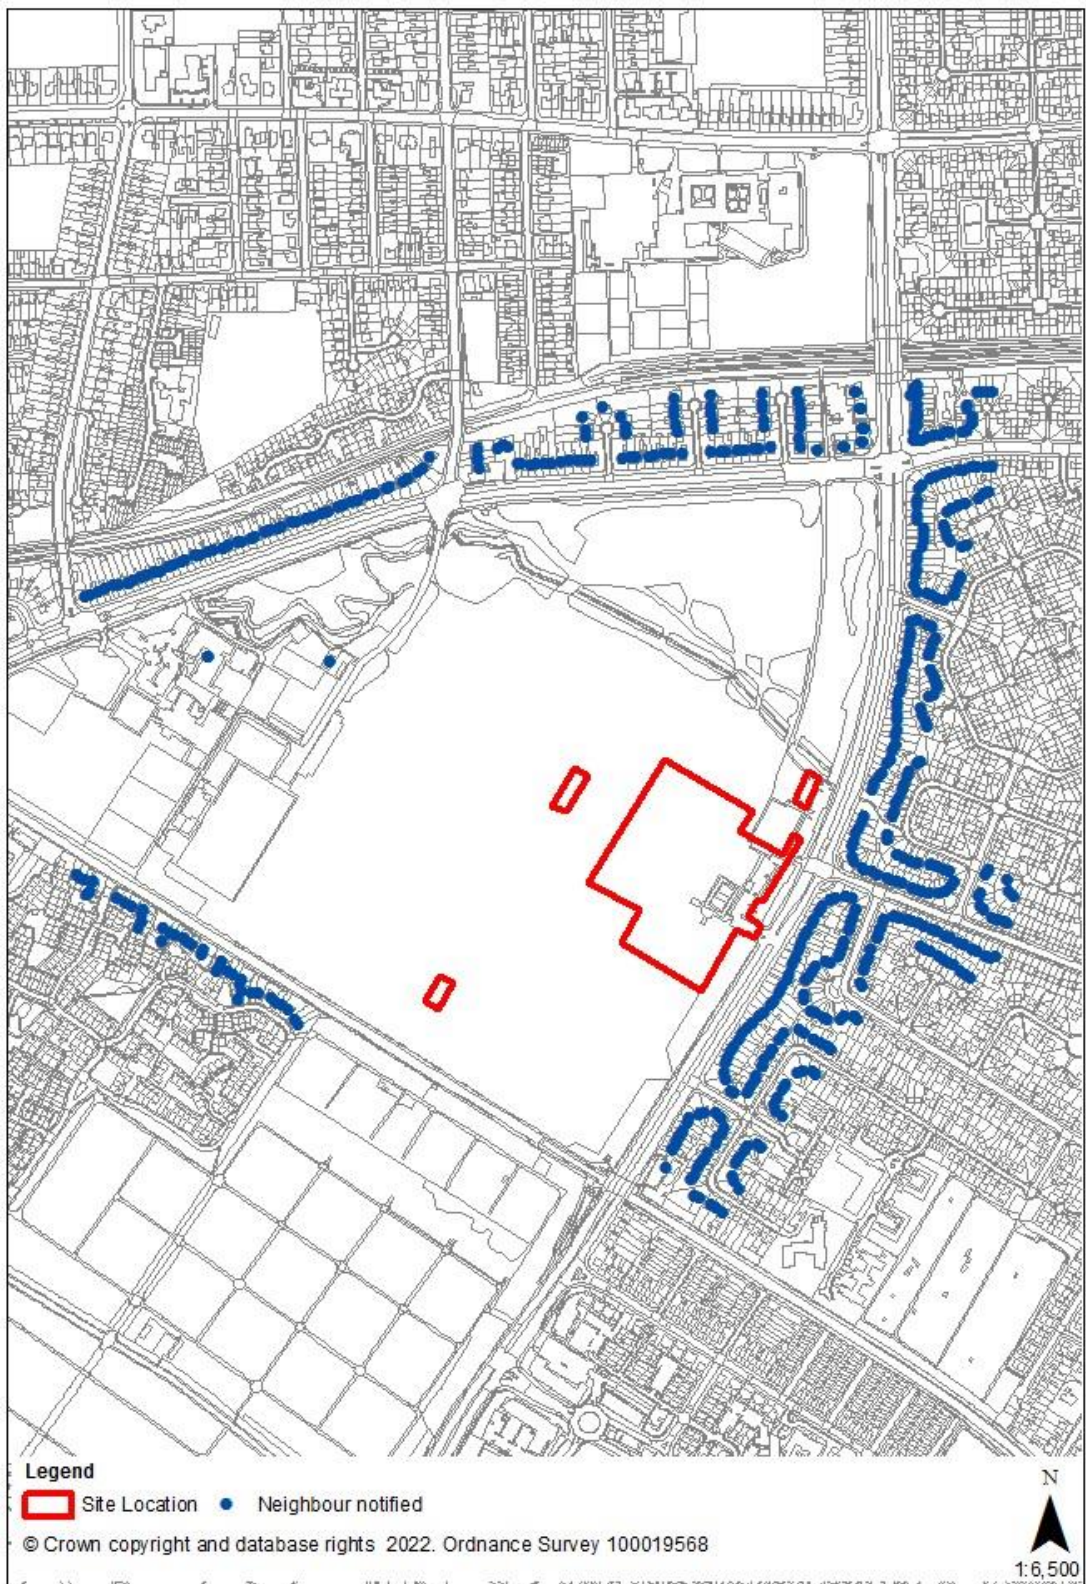 Legend
Site Location
Neighbour notified
© Crown copyright and database rights 2022. Ordnance Survey 100019568
N
1:6,500